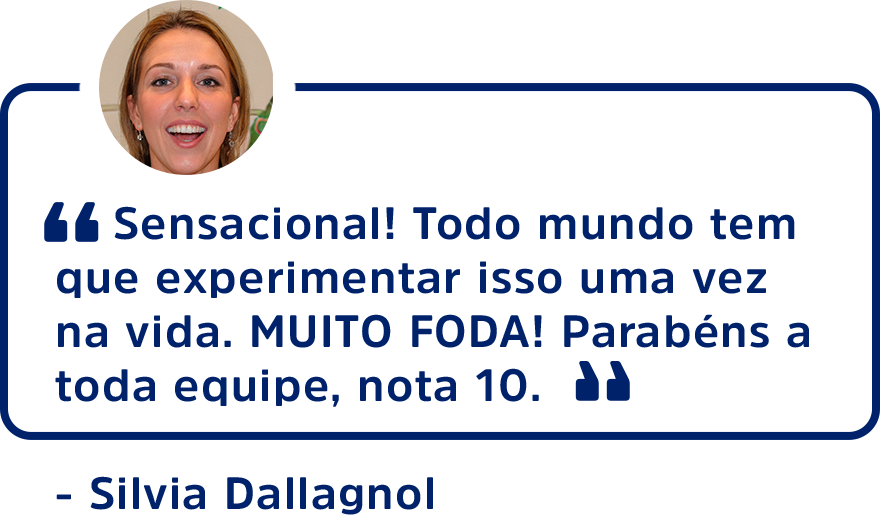 “ Sensacional! Todo mundo tem
que experimentar isso uma vez
na vida. MUITO FODA! Parabéns a
toda equipe, nota 10. ”
- Silvia Dallagnol